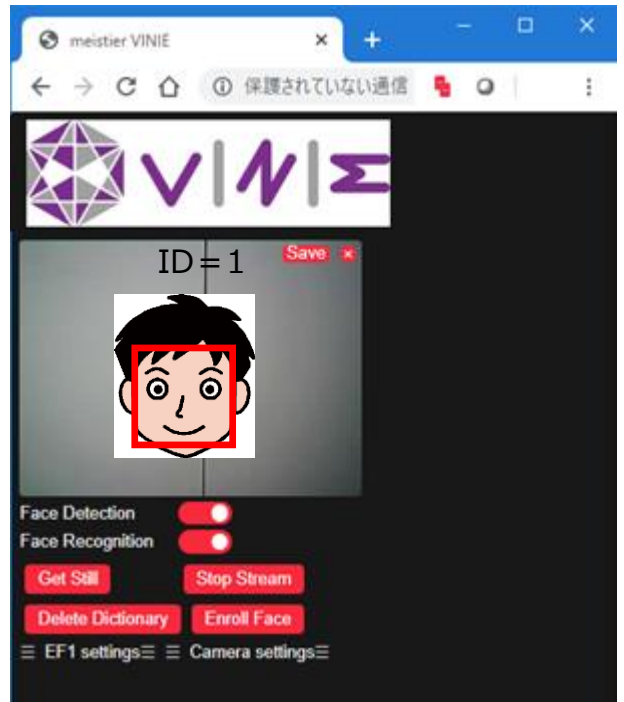 meistier VINIE
保護されていない通信
VINIE
Save ×
ID=1
Face Detection
Face Recognition
Get Still Stop Stream
Delete Dictionary Enroll Face
☰ EF1 settings☰ ☰ Camera settings☰